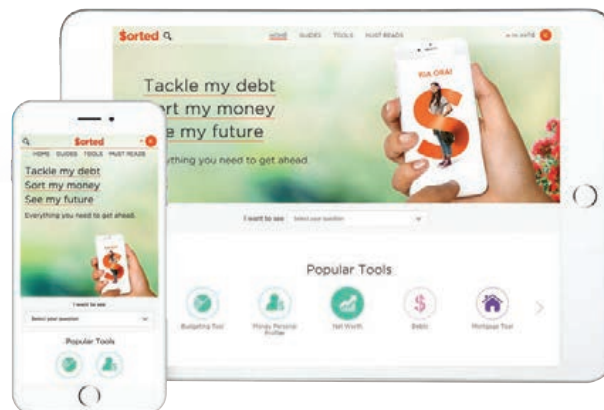 Sorted
HOME GUIDES TOOLS MUST READS
KIA ORA!
Tackle my debt
Sort my money
See my future
Everything you need to get ahead.
I want to see Select your question
Popular Tools
Budgeting Tool Money Personality Profiler Net Worth Debts Mortgage Tool
Sorted
HOME GUIDES TOOLS MUST READS
Tackle my debt
Sort my money
See my future
Everything you need to get ahead.
I want to see
Select your question
Popular Tools